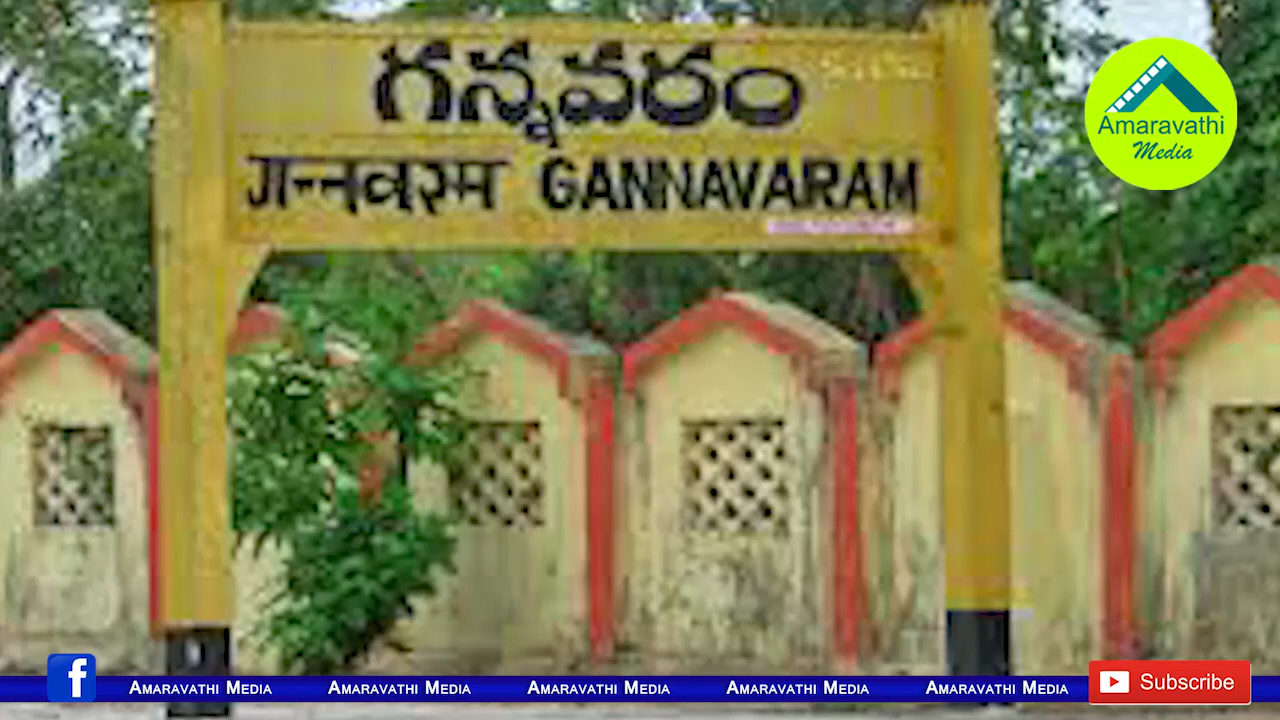 గన్నవరం
गन्नवरम GANNAVARAM
Amaravathi
Media
f Amaravathi Media Amaravathi Media Amaravathi Media Amaravathi Media Amaravathi Media Subscribe